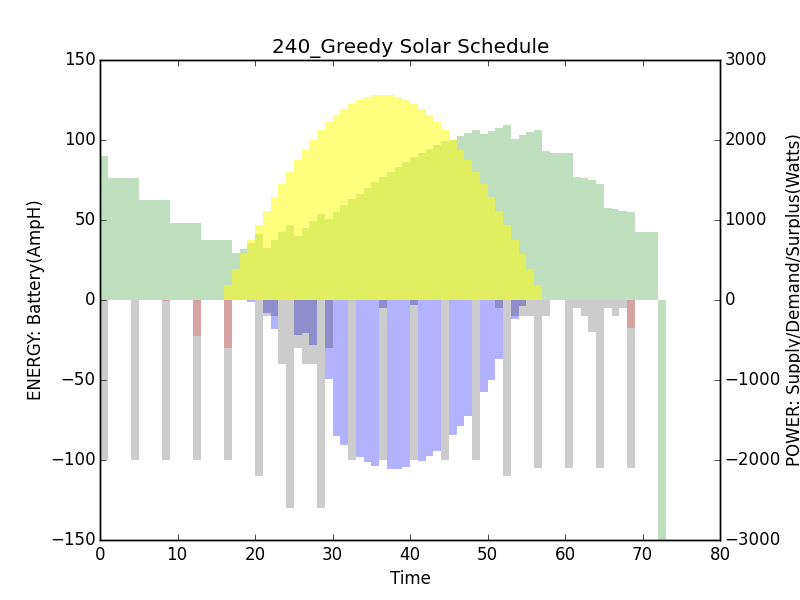 240_Greedy Solar Schedule
150
100
50
0
−50
−100
−150
ENERGY: Battery(AmpH)
3000
2000
1000
0
−1000
−2000
−3000
POWER: Supply/Demand/Surplus(Watts)
0 10 20 30 40 50 60 70 80
Time